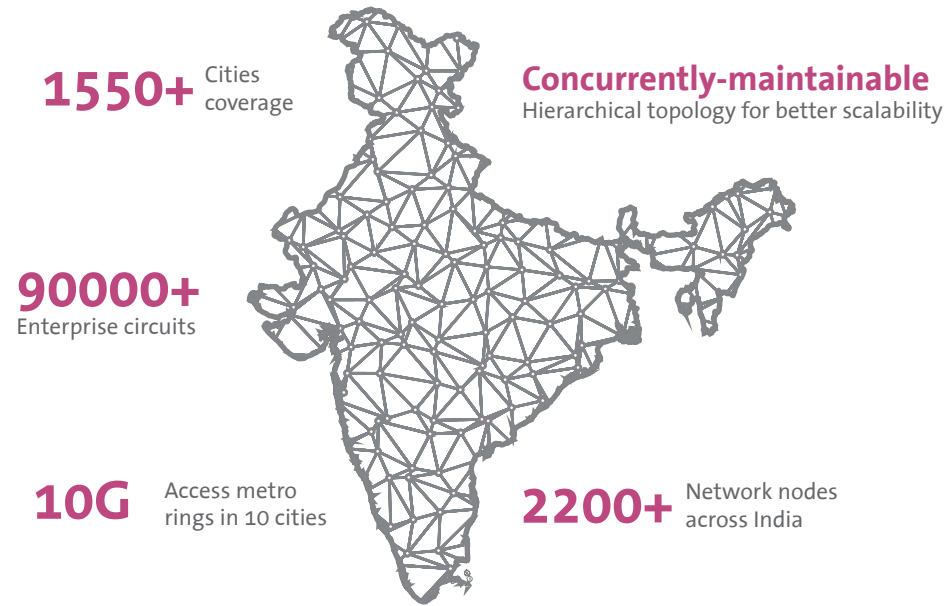 1550+ Cities
coverage
Concurrently-maintainable
Hierarchical topology for better scalability
90000+
Enterprise circuits
10G Access metro
rings in 10 cities
2200+ Network nodes
across India